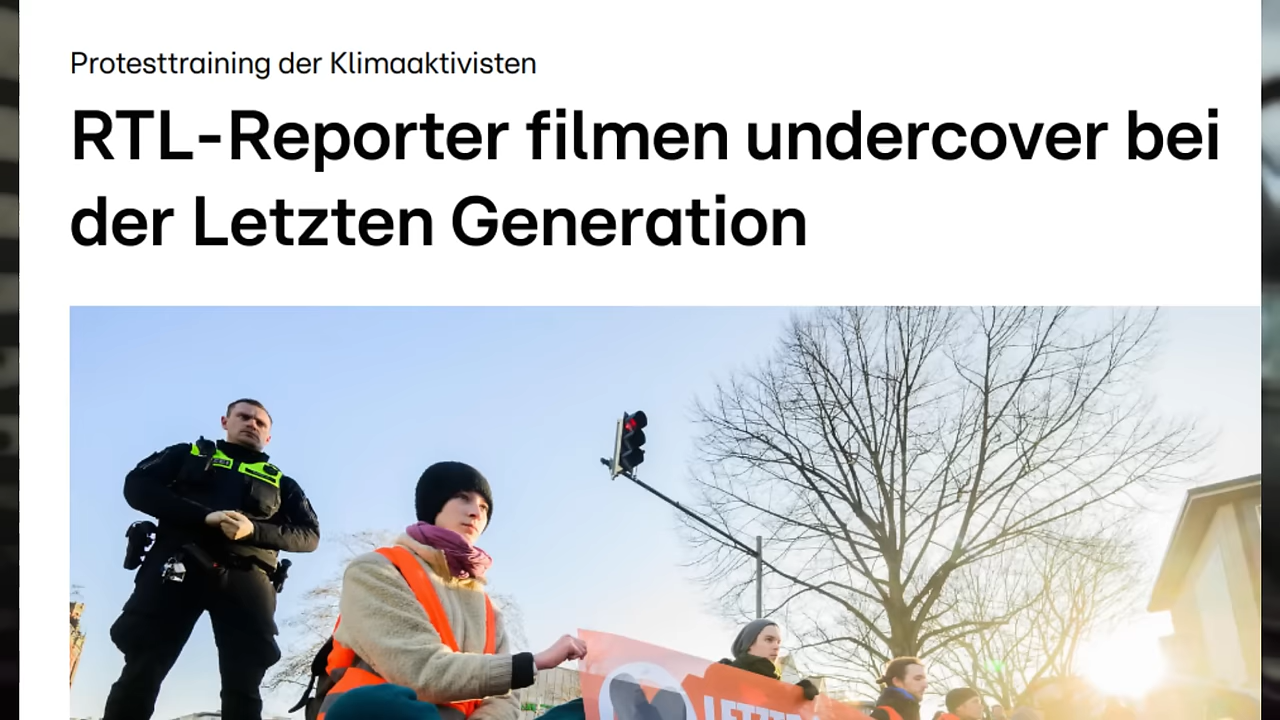 Protesttraining der Klimaaktivisten
RTL-Reporter filmen undercover bei
der Letzten Generation